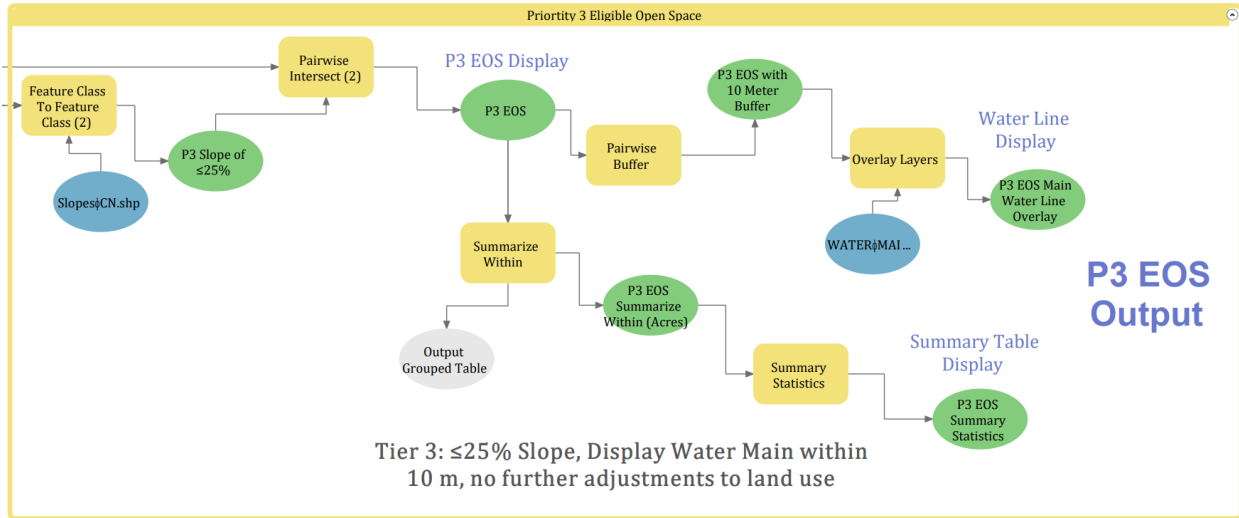 Priortity 3 Eligible Open Space
Pairwise
Intersect (2)
P3 EOS Display
P3 EOS with
10 Meter
Buffer
Feature Class
To Feature
Class (2)
P3 EOS
Water Line
Display
P3 Slope of
≤25%
Pairwise
Buffer
Overlay Layers
P3 EOS Main
Water Line
Overlay
SlopesɸCN.shp
WATERɸMAI ...
Summarize
Within
P3 EOS
Output
P3 EOS
Summarize
Within (Acres)
Output
Grouped Table
Summary Table
Display
Summary
Statistics
P3 EOS
Summary
Statistics
Tier 3: ≤25% Slope, Display Water Main within
10 m, no further adjustments to land use